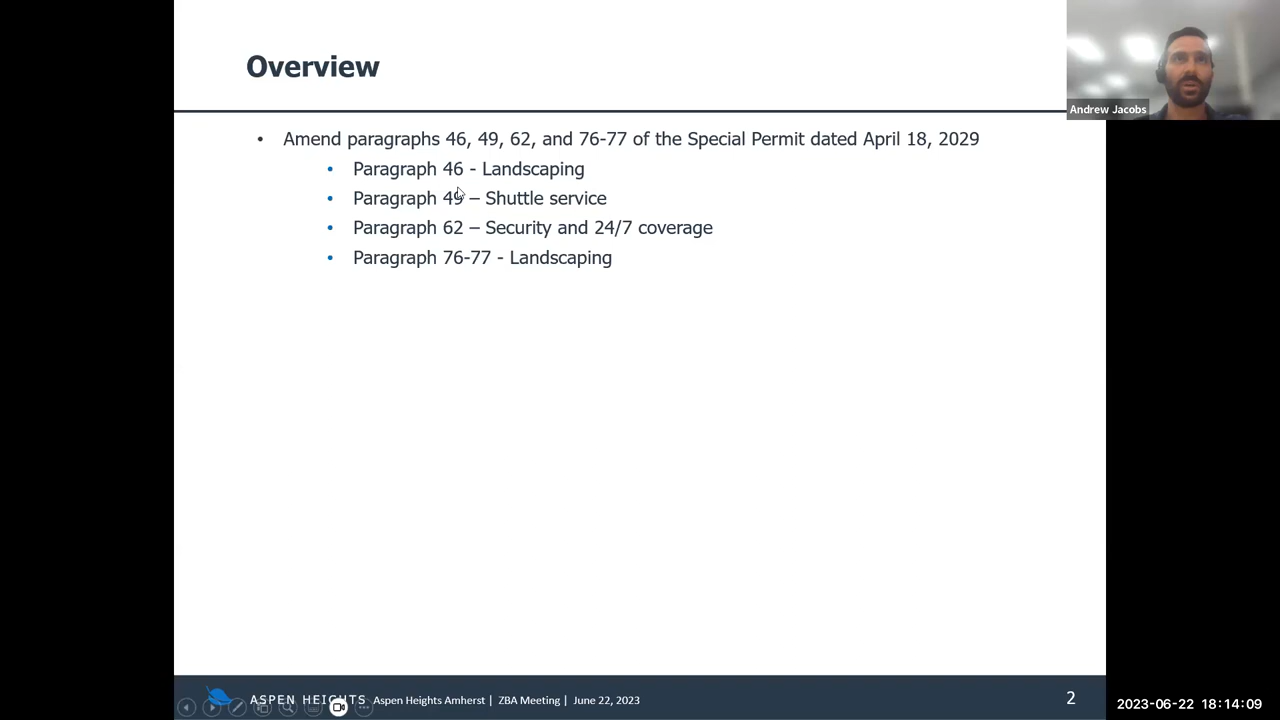 Overview
Andrew Jacobs
• Amend paragraphs 46, 49, 62, and 76-77 of the Special Permit dated April 18, 2029
• Paragraph 46 - Landscaping
• Paragraph 49 – Shuttle service
• Paragraph 62 – Security and 24/7 coverage
• Paragraph 76-77 - Landscaping
ASPEN HEIGHTS Aspen Heights Amherst | ZBA Meeting | June 22, 2023
2
2023-06-22 18:14:09